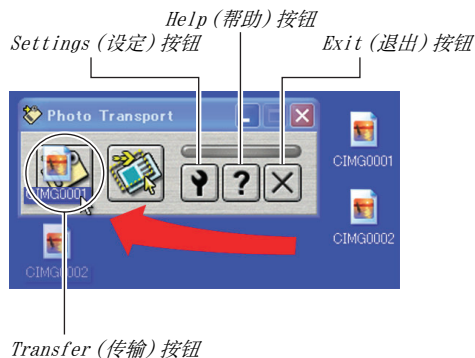 Help (帮助) 按钮
Settings (设定) 按钮
Exit (退出) 按钮
Photo Transport
CIMG0001
CIMG0001
CIMG0002
CIMG0002
Transfer (传输) 按钮